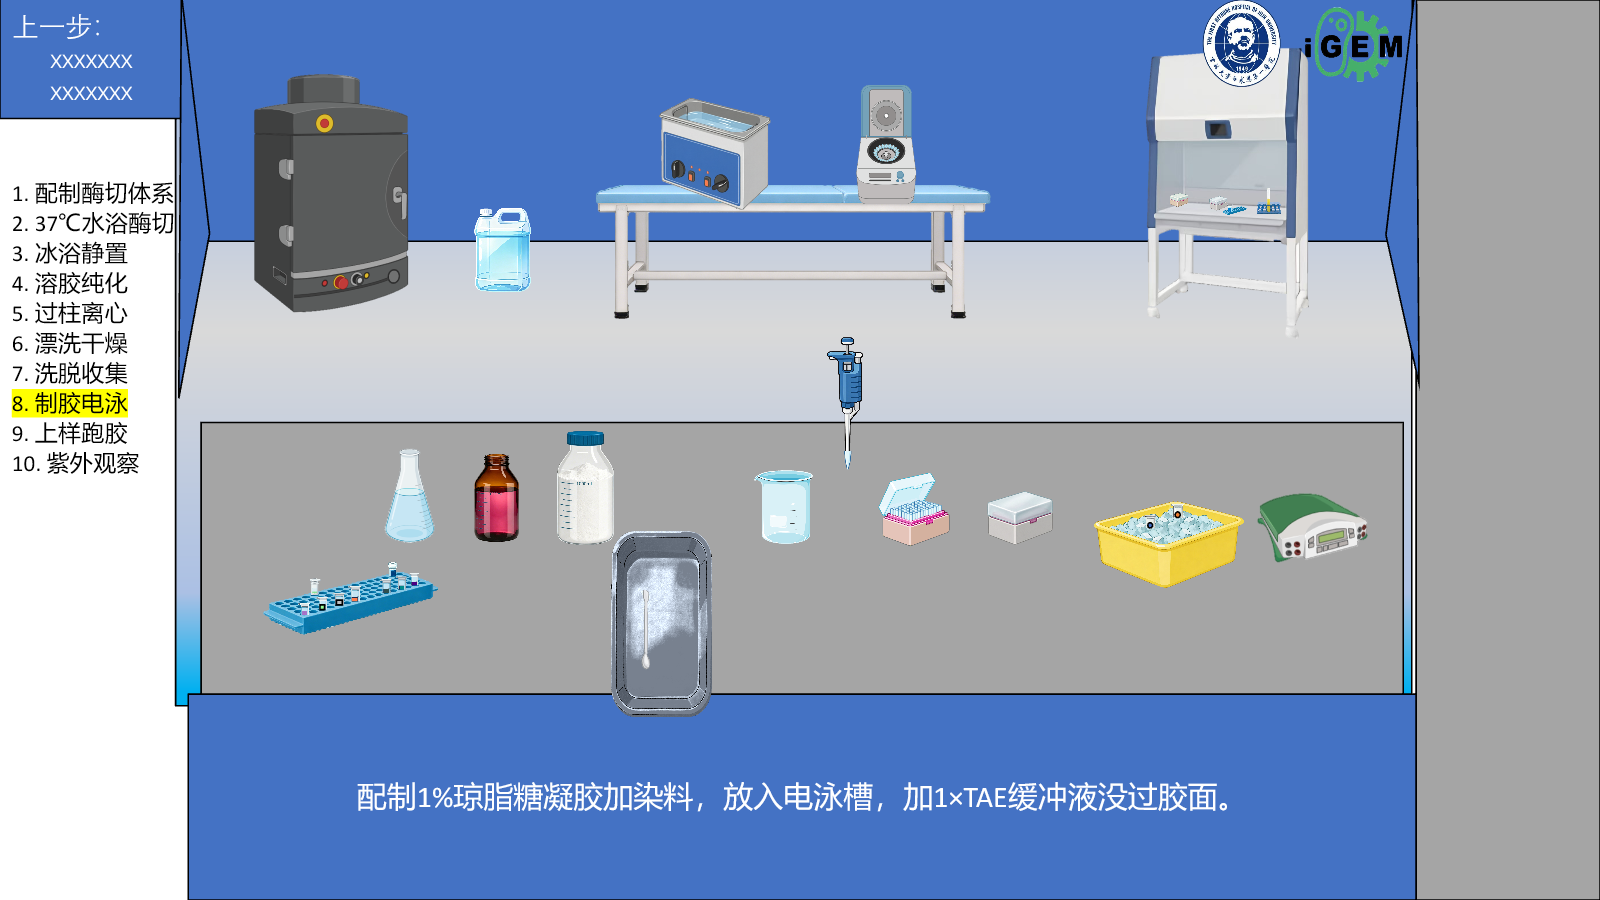 上一步：
XXXXXXX
XXXXXXX
iGEM
1. 配制酶切体系
2. 37℃水浴酶切
3. 冰浴静置
4. 溶胶纯化
5. 过柱离心
6. 漂洗干燥
7. 洗脱收集
8. 制胶电泳
9. 上样跑胶
10. 紫外观察
配制1%琼脂糖凝胶加染料，放入电泳槽，加1×TAE缓冲液没过胶面。